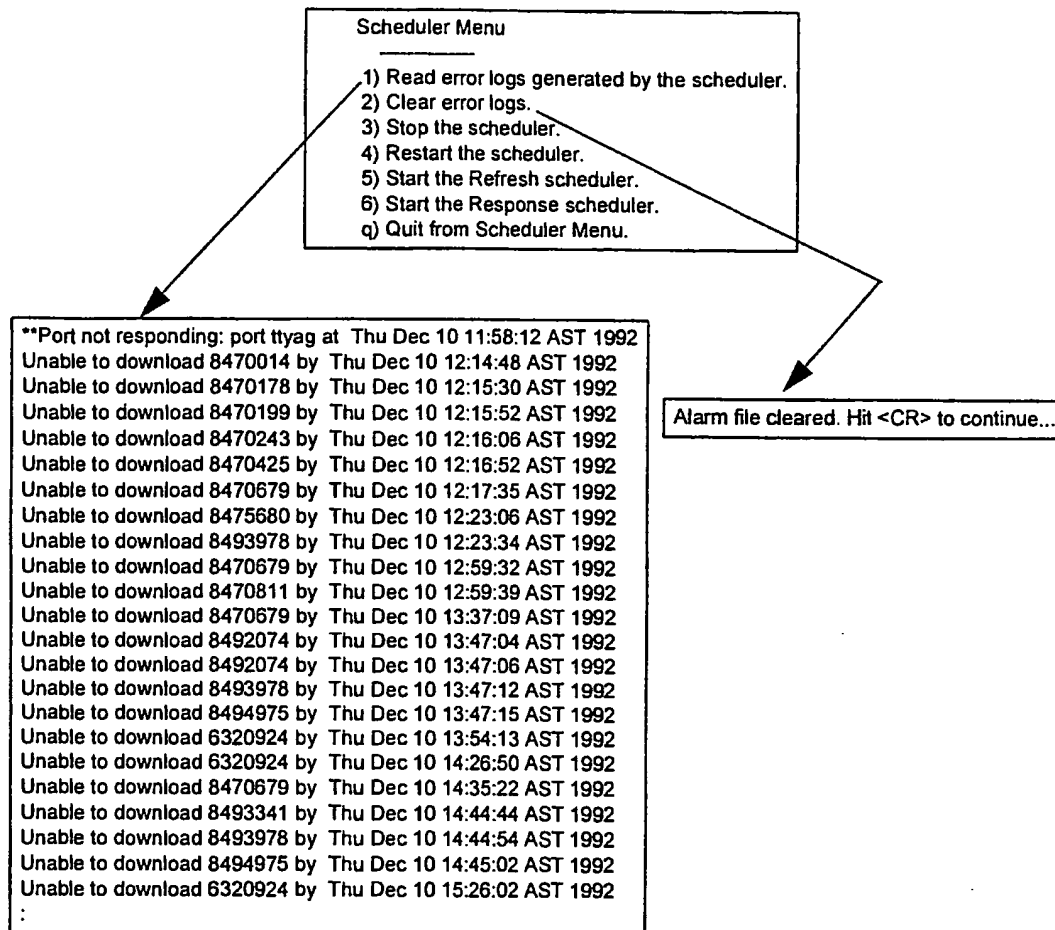 Scheduler Menu
1) Read error logs generated by the scheduler.
2) Clear error logs.
3) Stop the scheduler.
4) Restart the scheduler.
5) Start the Refresh scheduler.
6) Start the Response scheduler.
q) Quit from Scheduler Menu.
**Port not responding: port ttyag at Thu Dec 10 11:58:12 AST 1992
Unable to download 8470014 by Thu Dec 10 12:14:48 AST 1992
Unable to download 8470178 by Thu Dec 10 12:15:30 AST 1992
Unable to download 8470199 by Thu Dec 10 12:15:52 AST 1992
Unable to download 8470243 by Thu Dec 10 12:16:06 AST 1992
Unable to download 8470425 by Thu Dec 10 12:16:52 AST 1992
Unable to download 8470679 by Thu Dec 10 12:17:35 AST 1992
Unable to download 8475680 by Thu Dec 10 12:23:06 AST 1992
Unable to download 8493978 by Thu Dec 10 12:23:34 AST 1992
Unable to download 8470679 by Thu Dec 10 12:59:32 AST 1992
Unable to download 8470811 by Thu Dec 10 12:59:39 AST 1992
Unable to download 8470679 by Thu Dec 10 13:37:09 AST 1992
Unable to download 8492074 by Thu Dec 10 13:47:04 AST 1992
Unable to download 8492074 by Thu Dec 10 13:47:06 AST 1992
Unable to download 8493978 by Thu Dec 10 13:47:12 AST 1992
Unable to download 8494975 by Thu Dec 10 13:47:15 AST 1992
Unable to download 6320924 by Thu Dec 10 13:54:13 AST 1992
Unable to download 6320924 by Thu Dec 10 14:26:50 AST 1992
Unable to download 8470679 by Thu Dec 10 14:35:22 AST 1992
Unable to download 8493341 by Thu Dec 10 14:44:44 AST 1992
Unable to download 8493978 by Thu Dec 10 14:44:54 AST 1992
Unable to download 8494975 by Thu Dec 10 14:45:02 AST 1992
Unable to download 6320924 by Thu Dec 10 15:26:02 AST 1992
:
Alarm file cleared. Hit <CR> to continue...